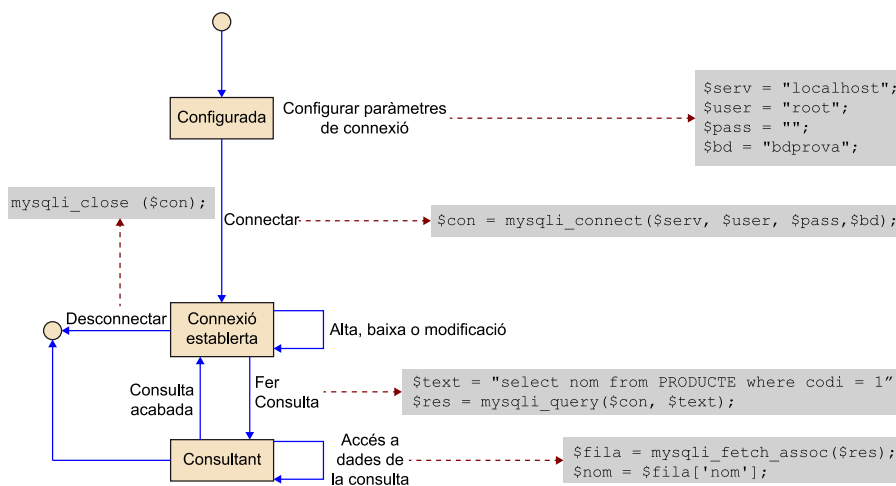 $serv = "localhost";
$user = "root";
$pass = "";
$bd = "bdprova";
Configurada
Configurar paràmetres
de connexió
mysqli_close ($con);
Connectar
$con = mysqli_connect($serv, $user, $pass,$bd);
Desconnectar
Connexió
establerta
Alta, baixa o modificació
Consulta
acabada
Fer
Consulta
$text = "select nom from PRODUCTE where codi = 1”
$res = mysqli_query($con, $text);
Consultant
Accés a
dades de
la consulta
$fila = mysqli_fetch_assoc($res);
$nom = $fila['nom'];